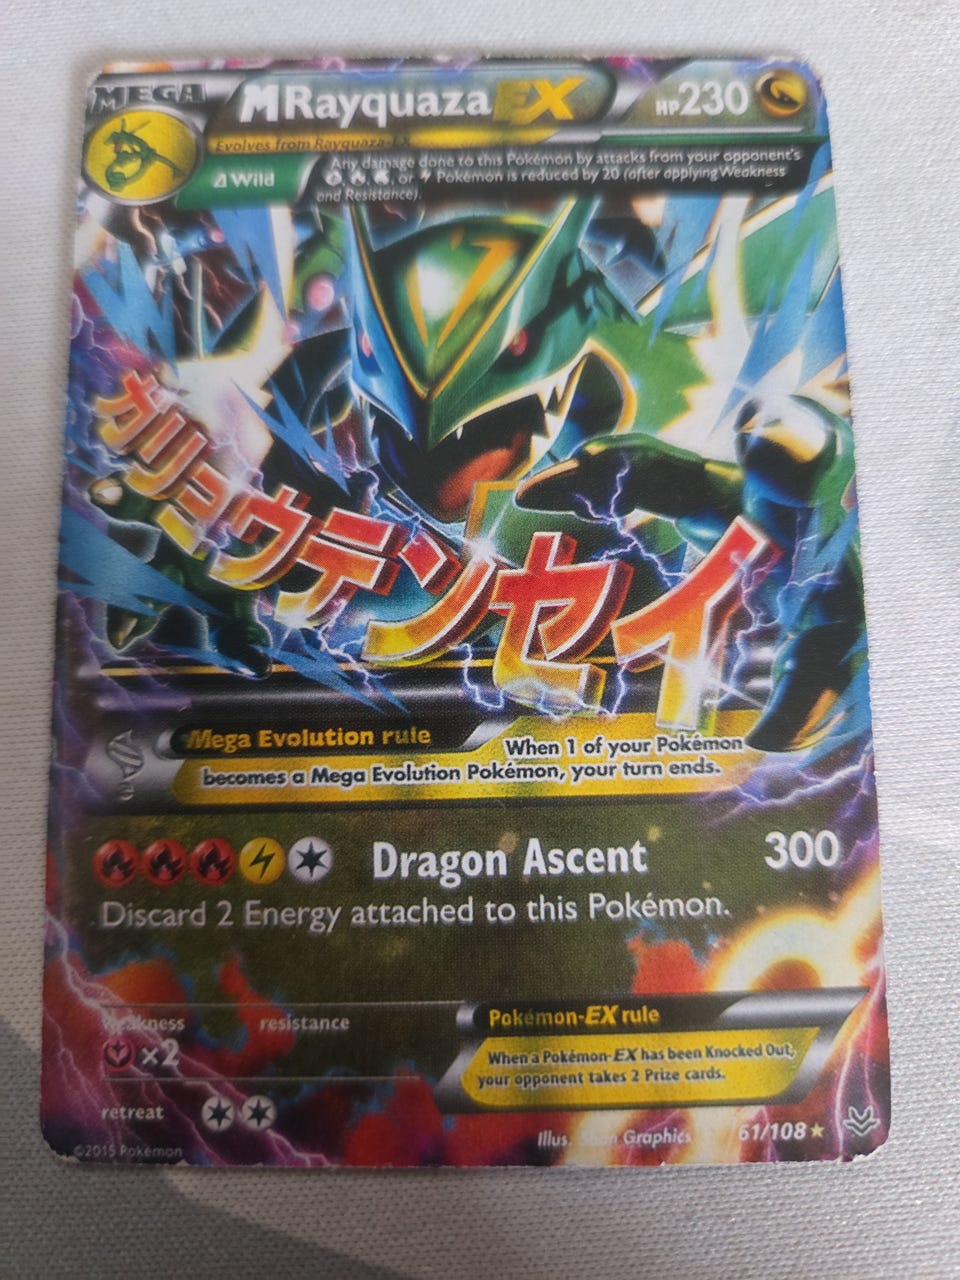 MEGA
MRayquaza EX
HP230
Evolves from Rayquaza-EX
Δ Wild
Any damage done to this Pokémon by attacks from your opponent's
or Pokémon is reduced by 20 (after applying Weakness
and Resistance).
ガリョウテンセイ
Mega Evolution rule
When 1 of your Pokémon
becomes a Mega Evolution Pokémon, your turn ends.
Dragon Ascent 300
Discard 2 Energy attached to this Pokémon.
weakness resistance
×2
Pokémon-EX rule
When a Pokémon-EX has been Knocked Out,
your opponent takes 2 Prize cards.
retreat
Illus. 5ban Graphics
61/108
©2015 Pokémon